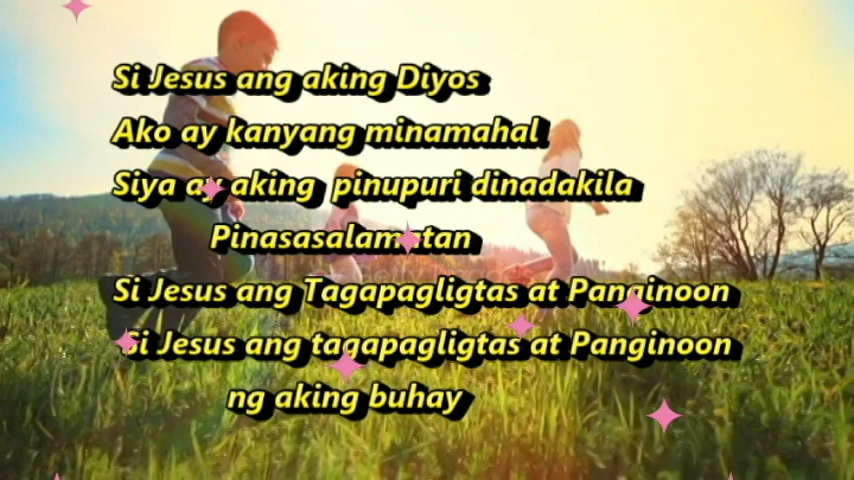 Si Jesus ang aking Diyos
Ako ay kanyang minamahal
Siya ay aking pinupuri dinadakila
Pinasasalamatan
Si Jesus ang Tagapagligtas at Panginoon
Si Jesus ang tagapagligtas at Panginoon
ng aking buhay